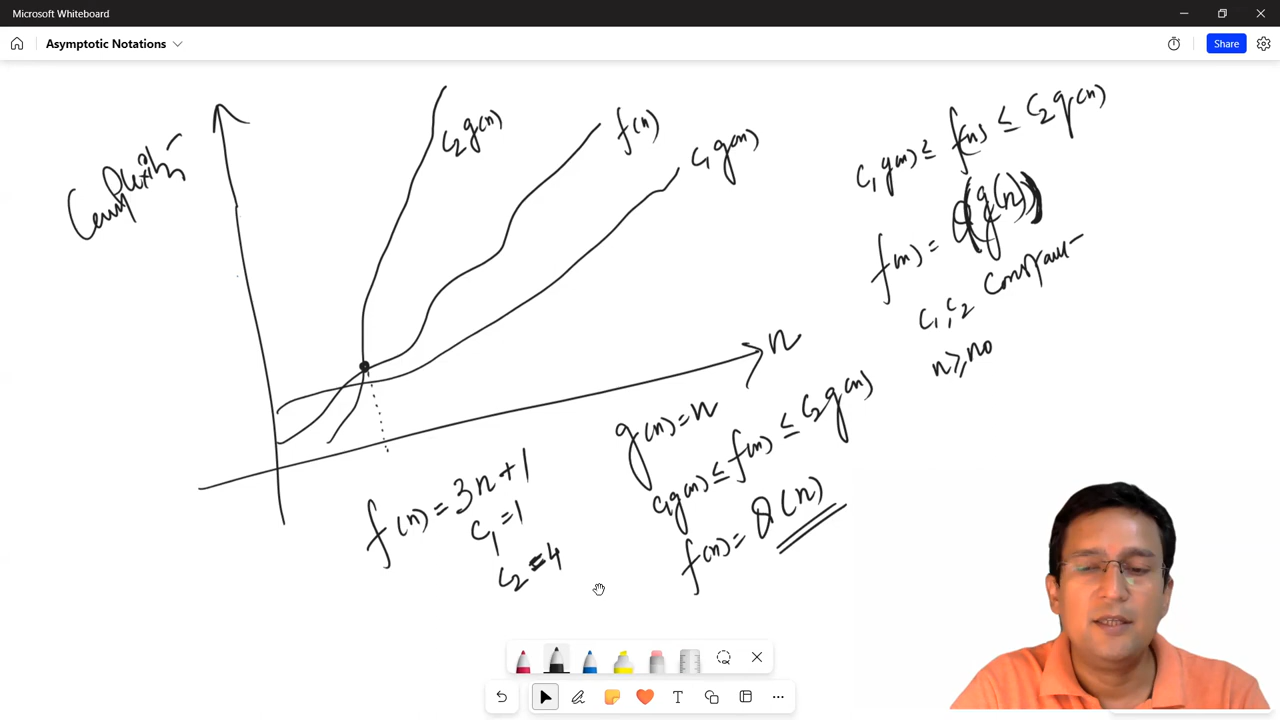 Microsoft Whiteboard
Asymptotic Notations
Share
Complexity
c₂g(n)
f(n)
c₁g(n)
n
c₁g(n) ≤ f(n) ≤ c₂g(n)
f(n) = θ(g(n))
c₁, c₂ constant
n ≥ n₀
f(n) = 3n + 1
c₁ = 1
c₂ = 4
g(n) = n
c₁g(n) ≤ f(n) ≤ c₂g(n)
f(n) = θ(n)
T